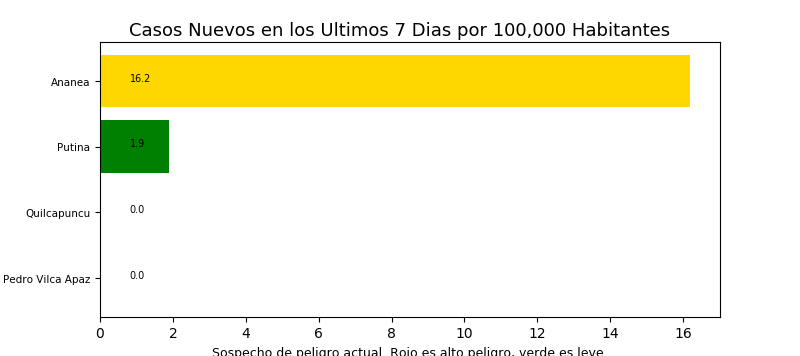 Casos Nuevos en los Ultimos 7 Dias por 100,000 Habitantes
Ananea
16.2
Putina
1.9
Quilcapuncu
0.0
Pedro Vilca Apaz
0.0
0 2 4 6 8 10 12 14 16
Sospecho de peligro actual. Rojo es alto peligro, verde es leve